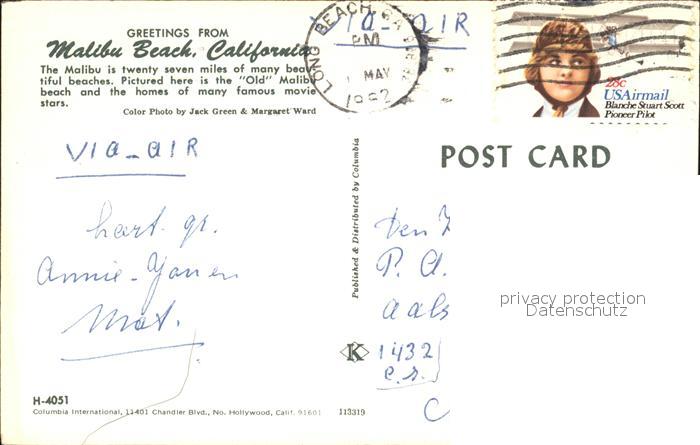 GREETINGS FROM
Malibu Beach, California
The Malibu is twenty seven miles of many beau
tiful beaches. Pictured here is the "Old" Malibu
beach and the homes of many famous movie
stars.
Color Photo by Jack Green & Margaret Ward
VIA-AIR
LONG BEACH, CA
PM
MAY
1982
28c
USAirmail
Blanche Stuart Scott
Pioneer Pilot
VIA-AIR
hart. gr.
Annie-
Mat.
Published & Distributed by Columbia
POST CARD
privacy protection
Datenschutz
Den
P. A.
Aals
K
1432
C
H-4051
Columbia International, 11401 Chandler Blvd., No. Hollywood, Calif. 91601 113319